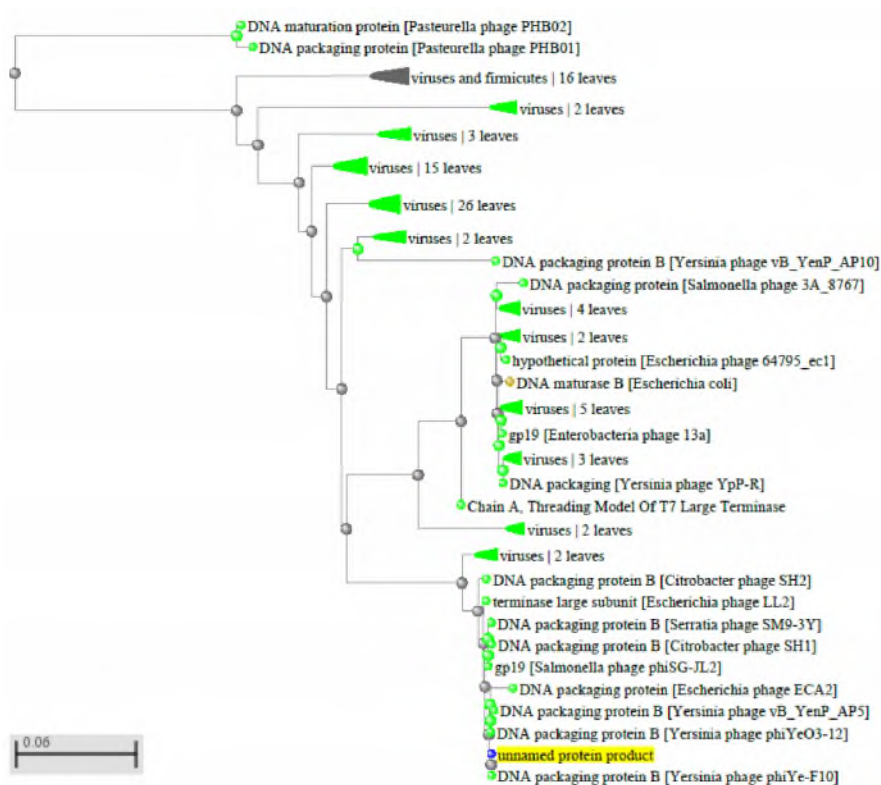 DNA maturation protein [Pasteurella phage PHB02]
DNA packaging protein [Pasteurella phage PHB01]
viruses and firmicutes | 16 leaves
viruses | 2 leaves
viruses | 3 leaves
viruses | 15 leaves
viruses | 26 leaves
viruses | 2 leaves
DNA packaging protein B [Yersinia phage vB_YenP_AP10]
DNA packaging protein [Salmonella phage 3A_8767]
viruses | 4 leaves
viruses | 2 leaves
hypothetical protein [Escherichia phage 64795_ec1]
DNA maturase B [Escherichia coli]
viruses | 5 leaves
gp19 [Enterobacteria phage 13a]
viruses | 3 leaves
DNA packaging [Yersinia phage YpP-R]
Chain A, Threading Model Of T7 Large Terminase
viruses | 2 leaves
viruses | 2 leaves
DNA packaging protein B [Citrobacter phage SH2]
terminase large subunit [Escherichia phage LL2]
DNA packaging protein B [Serratia phage SM9-3Y]
DNA packaging protein B [Citrobacter phage SH1]
gp19 [Salmonella phage phiSG-JL2]
DNA packaging protein [Escherichia phage ECA2]
DNA packaging protein B [Yersinia phage vB_YenP_AP5]
DNA packaging protein B [Yersinia phage phiYeO3-12]
unnamed protein product
DNA packaging protein B [Yersinia phage phiYe-F10]
0.06